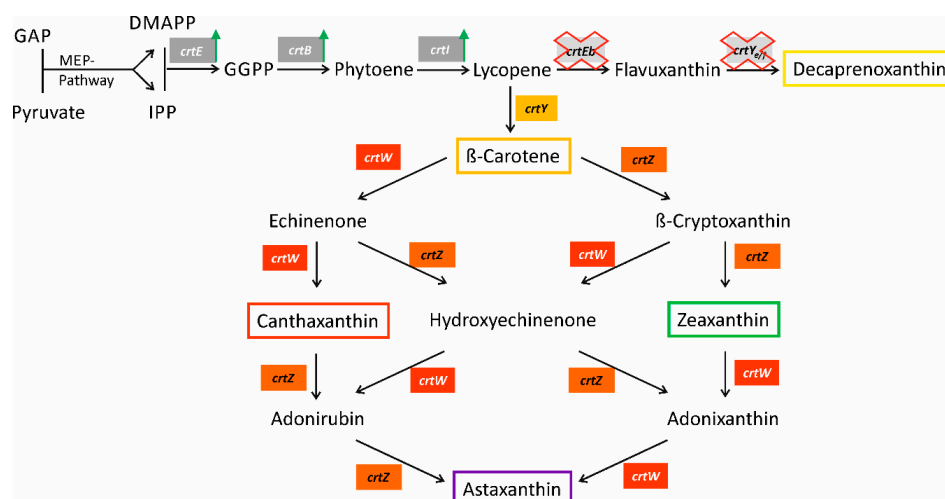 DMAPP
GAP
crtE
crtB
crtI
crtEb
crtYe/f
MEP-
Pathway
GGPP
Phytoene
Lycopene
Flavuxanthin
Decaprenoxanthin
Pyruvate
IPP
crtY
crtW
ß-Carotene
crtZ
Echinenone
ß-Cryptoxanthin
crtW
crtZ
crtW
crtZ
Canthaxanthin
Hydroxyechinenone
Zeaxanthin
crtZ
crtW
crtZ
crtW
Adonirubin
Adonixanthin
crtZ
Astaxanthin
crtW